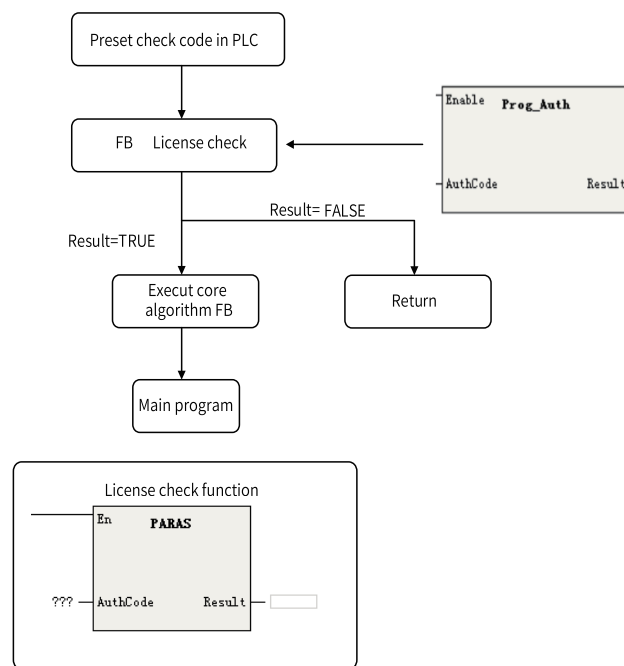 Preset check code in PLC
Enable Prog_Auth
FB License check
AuthCode Result
Result= FALSE
Result=TRUE
Execut core
algorithm FB
Return
Main program
License check function
En PARAS
??? AuthCode Result